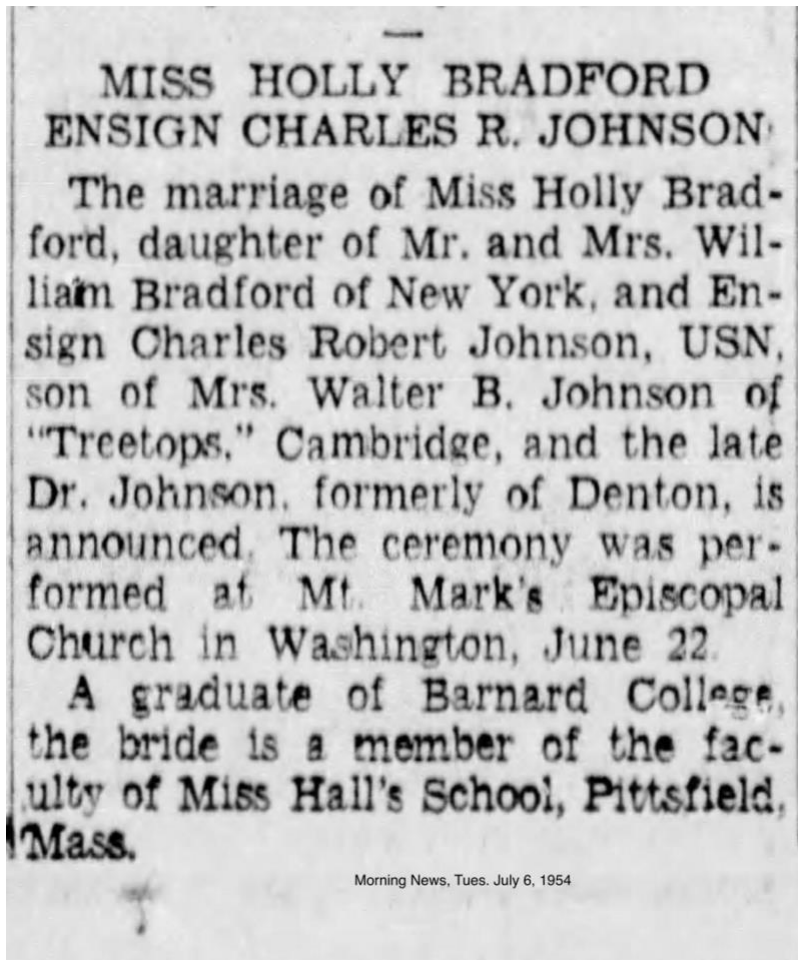 MISS HOLLY BRADFORD
ENSIGN CHARLES R. JOHNSON
The marriage of Miss Holly Brad-
ford, daughter of Mr. and Mrs. Wil-
liam Bradford of New York, and En-
sign Charles Robert Johnson, USN,
son of Mrs. Walter B. Johnson of
"Treetops," Cambridge, and the late
Dr. Johnson, formerly of Denton, is
announced. The ceremony was per-
formed at Mt. Mark's Episcopal
Church in Washington, June 22.
A graduate of Barnard College,
the bride is a member of the fac-
ulty of Miss Hall's School, Pittsfield,
Mass.
Morning News, Tues. July 6, 1954